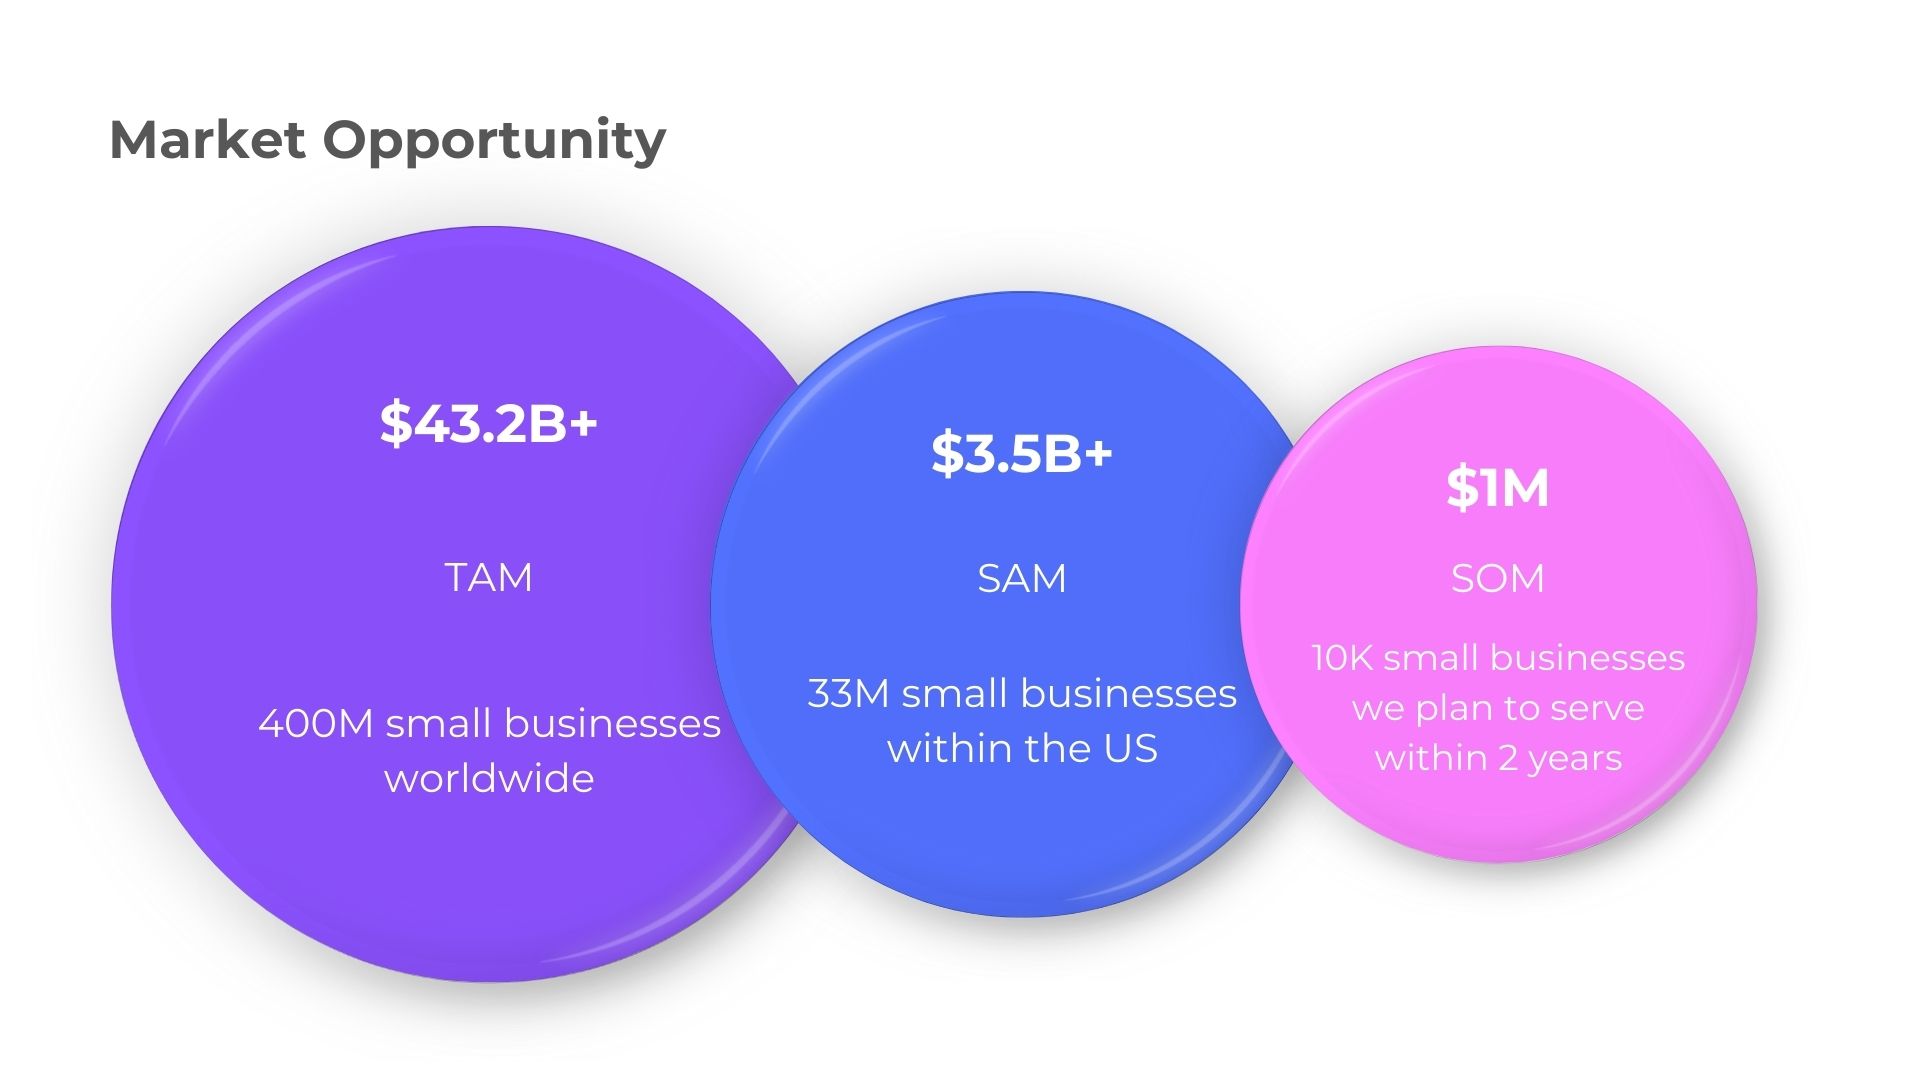 Market Opportunity
$43.2B+
TAM
400M small businesses
worldwide
$3.5B+
SAM
33M small businesses
within the US
$1M
SOM
10K small businesses
we plan to serve
within 2 years